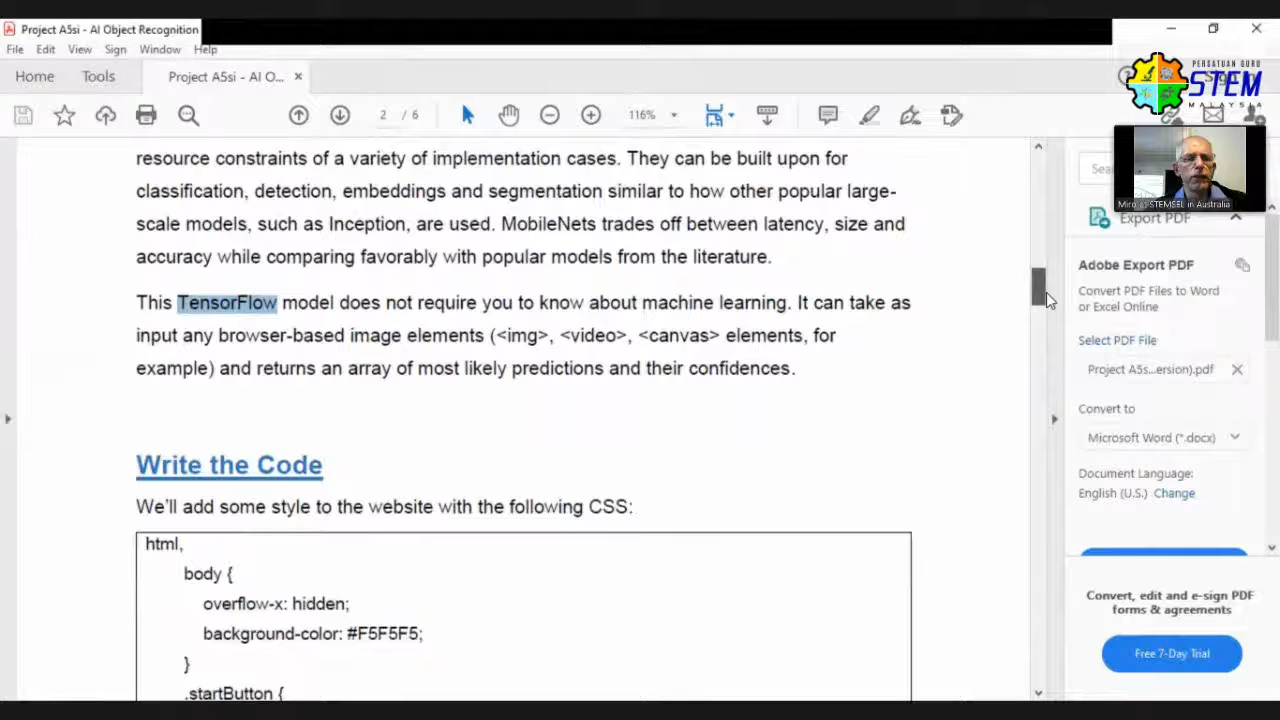 Project A5si - AI Object Recognition
File Edit View Sign Window Help
Home Tools Project A5si - AI O... ×
2 / 6 116%
PERSATUAN GURU
STEM
MALAYSIA
Miro at STEMSEL in Australia
resource constraints of a variety of implementation cases. They can be built upon for
classification, detection, embeddings and segmentation similar to how other popular large-
scale models, such as Inception, are used. MobileNets trades off between latency, size and
accuracy while comparing favorably with popular models from the literature.
This TensorFlow model does not require you to know about machine learning. It can take as
input any browser-based image elements (<img>, <video>, <canvas> elements, for
example) and returns an array of most likely predictions and their confidences.
Write the Code
We'll add some style to the website with the following CSS:
html,
body {
overflow-x: hidden;
background-color: #F5F5F5;
}
.startButton {
Sea
Export PDF
Adobe Export PDF
Convert PDF Files to Word
or Excel Online
Select PDF File
Project A5s...ersion).pdf
Convert to
Microsoft Word (*.docx)
Document Language:
English (U.S.) Change
Convert, edit and e-sign PDF
forms & agreements
Free 7-Day Trial